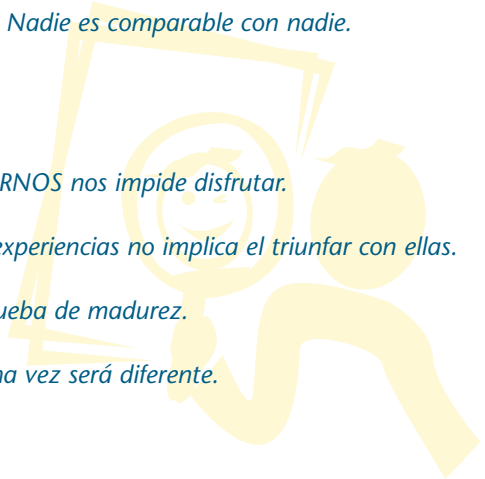 Nadie es comparable con nadie.
RNOS nos impide disfrutar.
experiencias no implica el triunfar con ellas.
ueba de madurez.
na vez será diferente.